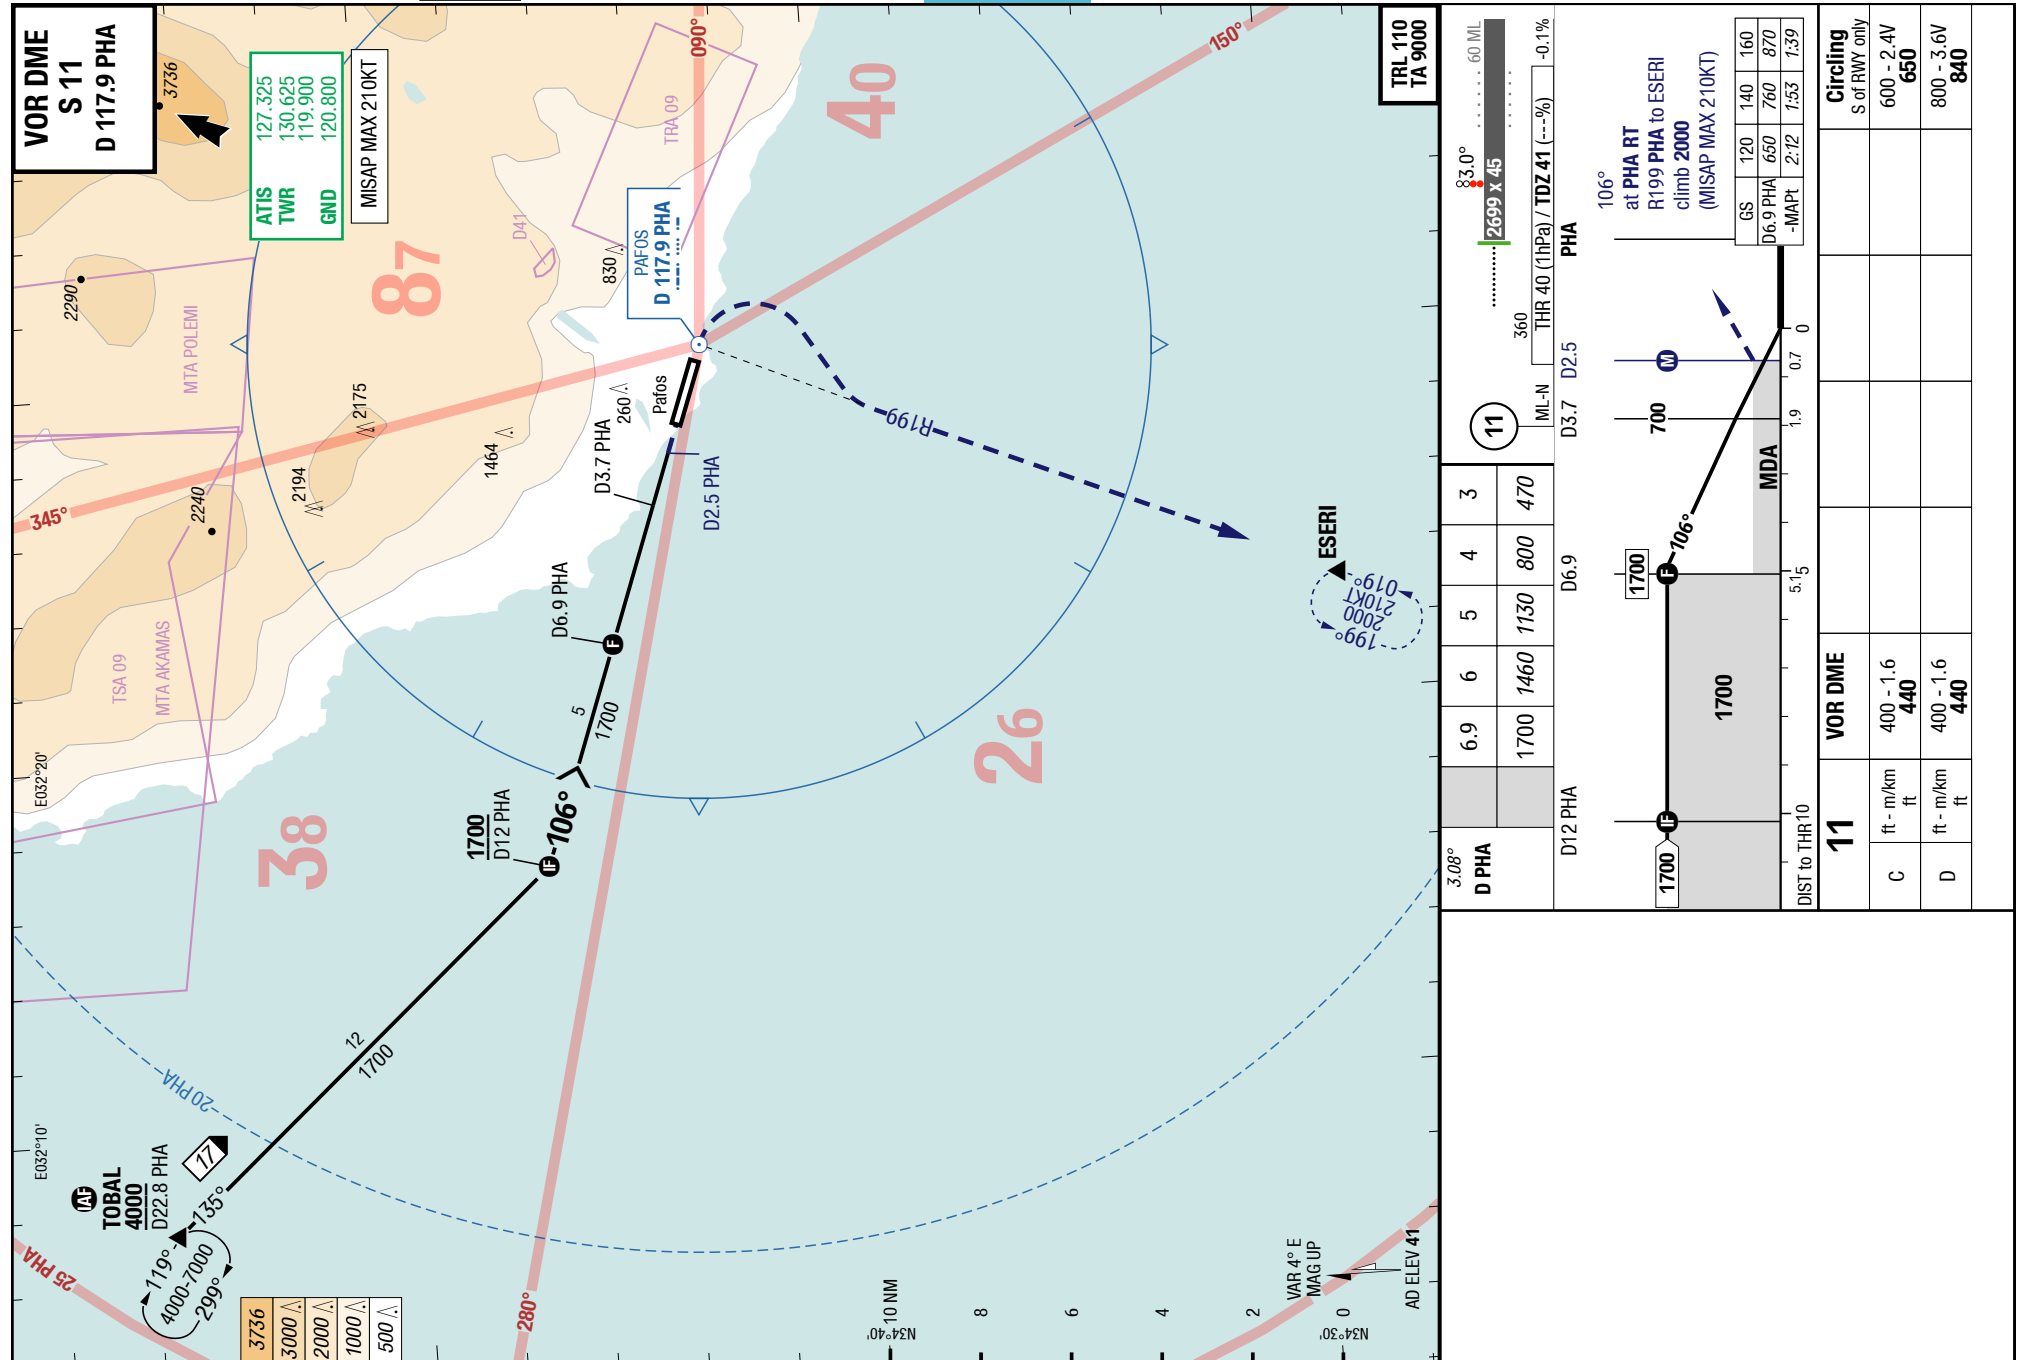 VOR DME
S 11
D 117.9 PHA
3736
ATIS 127.325
TWR 130.625
119.900
GND 120.800
MISAP MAX 210KT
TRL 110
TA 9000
090°
150°
345°
280°
25 PHA
20 PHA
40
87
38
26
TRA 09
D41
MTA POLEMI
TSA 09
MTA AKAMAS
2290
2175
2194
2240
1464
830
260
PAFOS
D 117.9 PHA
Pafos
D3.7 PHA
D2.5 PHA
D6.9 PHA
F
5
1700
106°
1700
D12 PHA
IF
12
1700
17
IAF
TOBAL
4000
D22.8 PHA
135°
119°
4000-7000
299°
R199
ESERI
019°
210KT
2000
199°
E032°20'
E032°10'
N34°40'
N34°30'
10 NM
8
6
4
2
0
VAR 4° E
MAG UP
AD ELEV 41
3736
3000
2000
1000
500
3.08°
D PHA
6.9 6 5 4 3
1700 1460 1130 800 470
11
ML-N
360
3.0°
60 ML
2699 x 45
-0.1%
THR 40 (1hPa) / TDZ 41 (---%)
D12 PHA
D6.9
D3.7
D2.5
PHA
1700
IF
1700
F
106°
700
M
1700
MDA
DIST to THR
10
5.15
1.9
0.7
0
106°
at PHA RT
R199 PHA to ESERI
climb 2000
(MISAP MAX 210KT)
GS 120 140 160
D6.9 PHA 650 760 870
-MAPt 2:12 1:53 1:39
11
VOR DME
Circling
S of RWY only
C
ft - m/km
ft
400 - 1.6
440
600 - 2.4V
650
D
ft - m/km
ft
400 - 1.6
440
800 - 3.6V
840